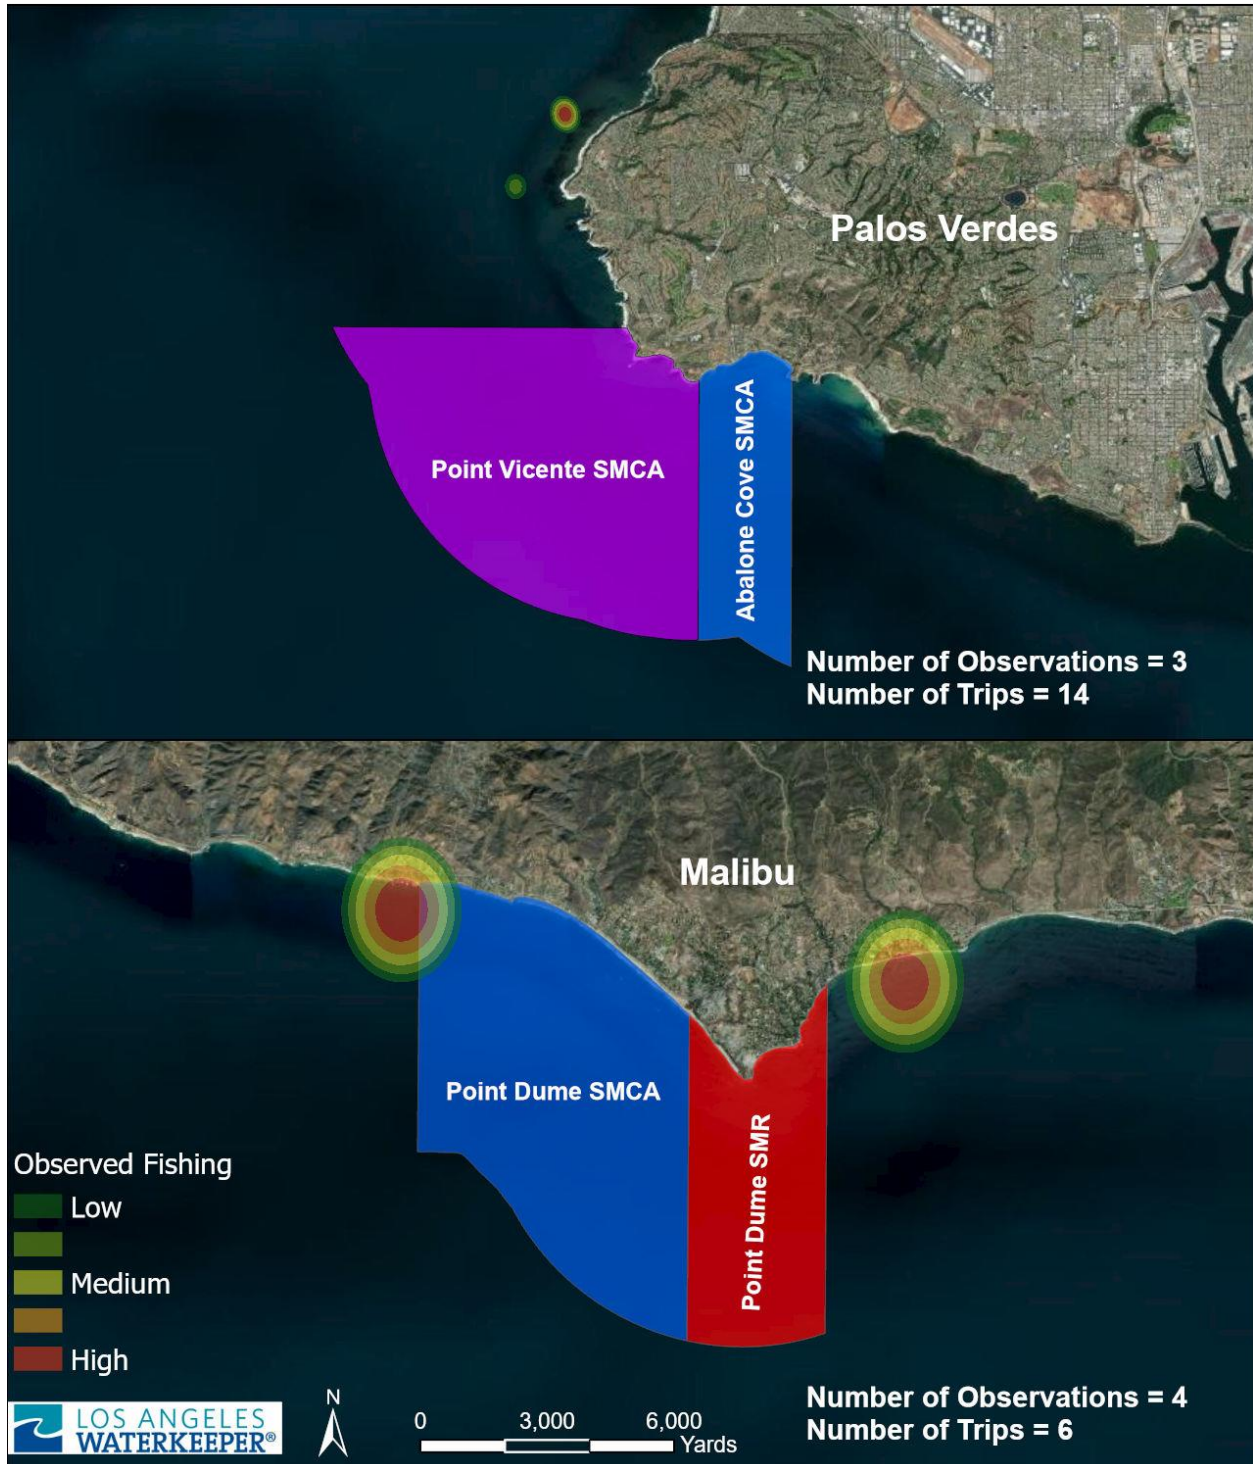 Palos Verdes
Point Vicente SMCA
Abalone Cove SMCA
Number of Observations = 3
Number of Trips = 14
Malibu
Point Dume SMCA
Point Dume SMR
Observed Fishing
Low
Medium
High
LOS ANGELES
WATERKEEPER®
N
0 3,000 6,000
Yards
Number of Observations = 4
Number of Trips = 6